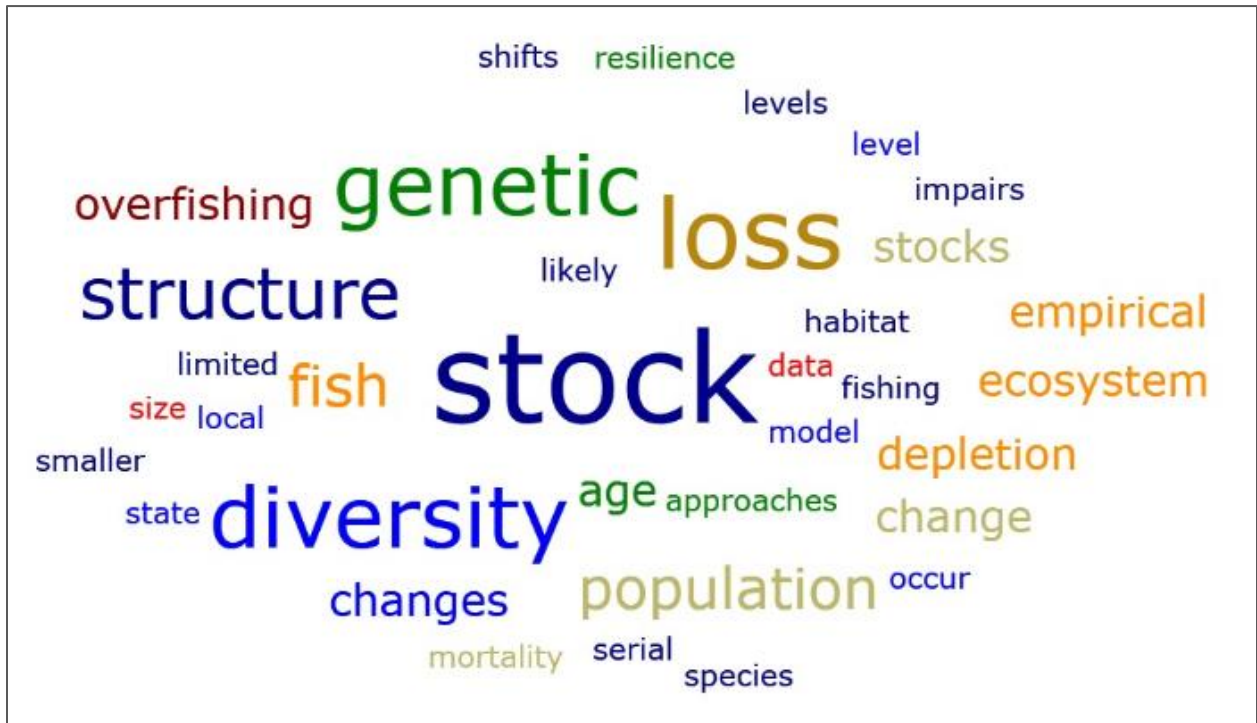 shifts resilience
levels
level
overfishing genetic impairs
loss stocks
likely
structure habitat empirical
limited fish stock data fishing ecosystem
size local model
smaller depletion
state diversity age approaches change
changes population occur
mortality serial
species